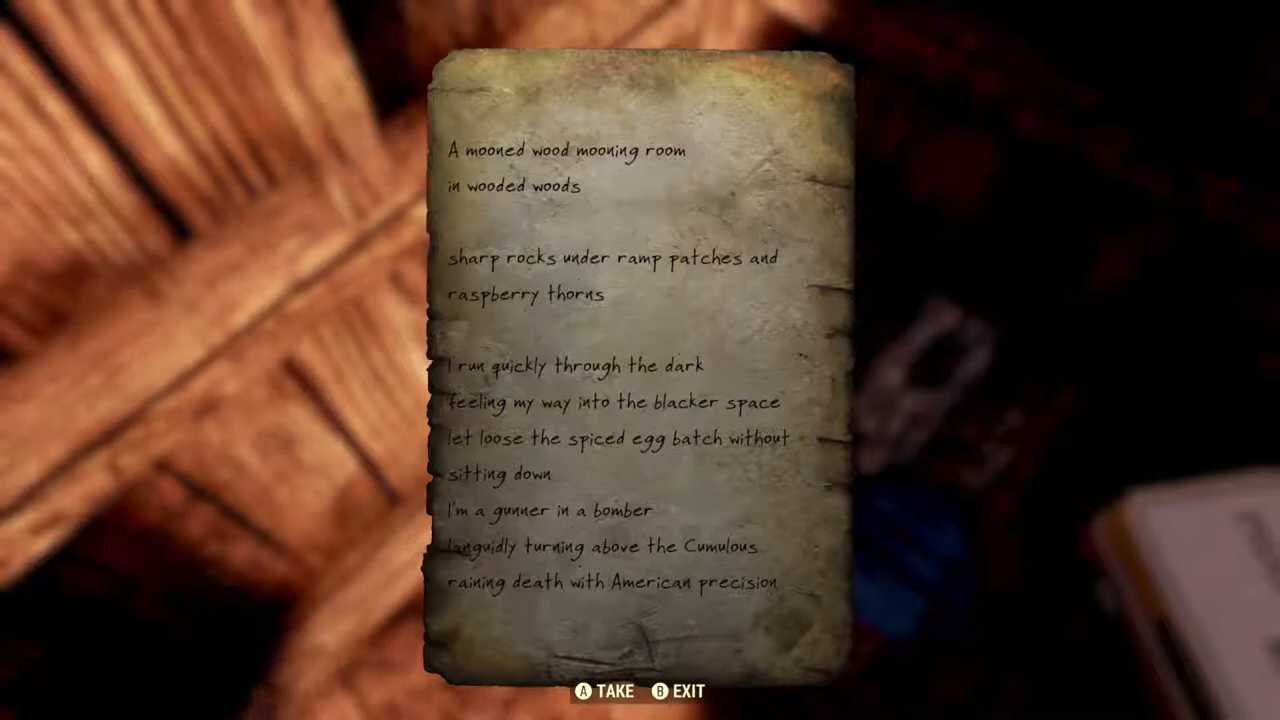 A mooned wood mooning room
in wooded woods
sharp rocks under ramp patches and
raspberry thorns
I run quickly through the dark
feeling my way into the blacker space
let loose the spiced egg batch without
sitting down
I'm a gunner in a bomber
languidly turning above the Cumulous
raining death with American precision
A TAKE B EXIT